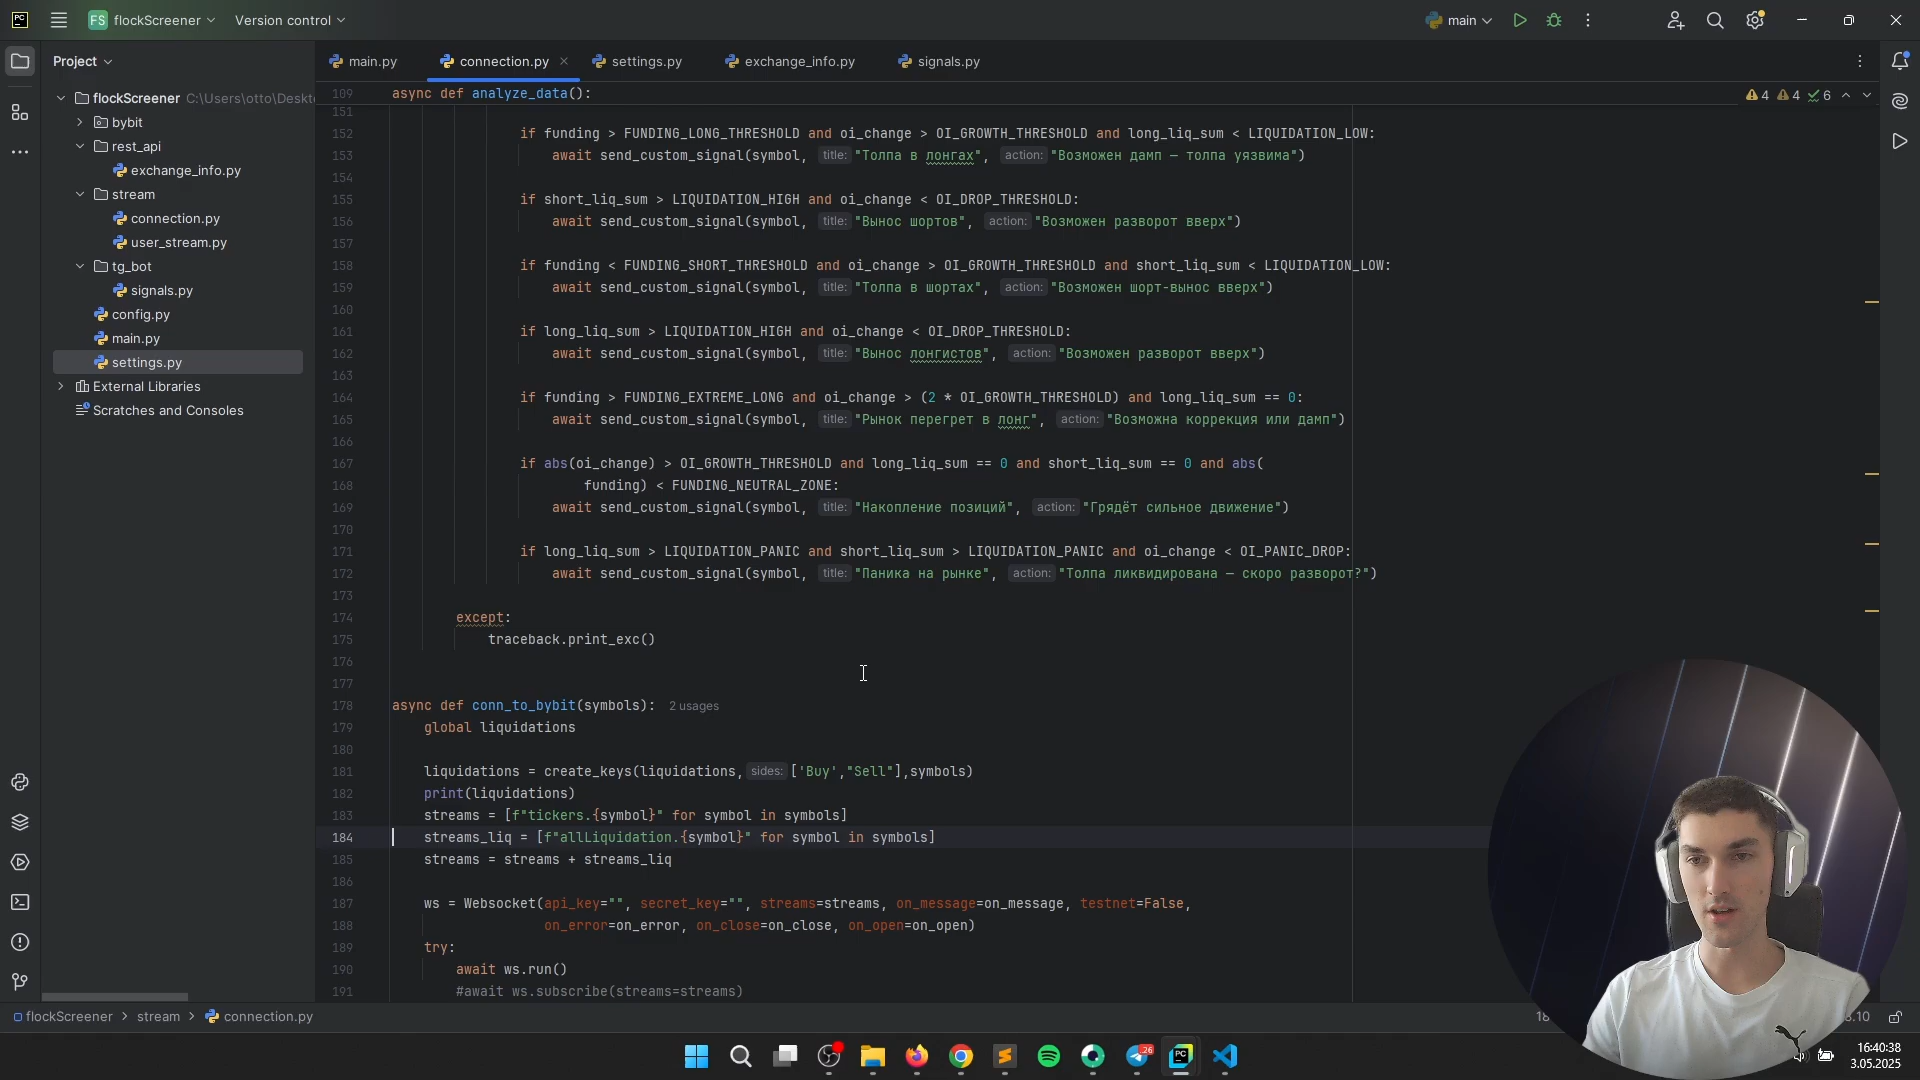 PC
FS flockScreener
Version control
main
Project
main.py
connection.py
settings.py
exchange_info.py
signals.py
flockScreener C:\Users\otto\Deskt
bybit
rest_api
exchange_info.py
stream
connection.py
user_stream.py
tg_bot
signals.py
config.py
main.py
settings.py
External Libraries
Scratches and Consoles
4 4 6
109 async def analyze_data():
151
152 if funding > FUNDING_LONG_THRESHOLD and oi_change > OI_GROWTH_THRESHOLD and long_liq_sum < LIQUIDATION_LOW:
153 await send_custom_signal(symbol, title: "Толпа в лонгах", action: "Возможен дамп — толпа уязвима")
154
155 if short_liq_sum > LIQUIDATION_HIGH and oi_change < OI_DROP_THRESHOLD:
156 await send_custom_signal(symbol, title: "Вынос шортов", action: "Возможен разворот вверх")
157
158 if funding < FUNDING_SHORT_THRESHOLD and oi_change > OI_GROWTH_THRESHOLD and short_liq_sum < LIQUIDATION_LOW:
159 await send_custom_signal(symbol, title: "Толпа в шортах", action: "Возможен шорт-вынос вверх")
160
161 if long_liq_sum > LIQUIDATION_HIGH and oi_change < OI_DROP_THRESHOLD:
162 await send_custom_signal(symbol, title: "Вынос лонгистов", action: "Возможен разворот вверх")
163
164 if funding > FUNDING_EXTREME_LONG and oi_change > (2 * OI_GROWTH_THRESHOLD) and long_liq_sum == 0:
165 await send_custom_signal(symbol, title: "Рынок перегрет в лонг", action: "Возможна коррекция или дамп")
166
167 if abs(oi_change) > OI_GROWTH_THRESHOLD and long_liq_sum == 0 and short_liq_sum == 0 and abs(
168 funding) < FUNDING_NEUTRAL_ZONE:
169 await send_custom_signal(symbol, title: "Накопление позиций", action: "Грядёт сильное движение")
170
171 if long_liq_sum > LIQUIDATION_PANIC and short_liq_sum > LIQUIDATION_PANIC and oi_change < OI_PANIC_DROP:
172 await send_custom_signal(symbol, title: "Паника на рынке", action: "Толпа ликвидирована — скоро разворот?")
173
174 except:
175 traceback.print_exc()
176
177
178 async def conn_to_bybit(symbols): 2 usages
179 global liquidations
180
181 liquidations = create_keys(liquidations, sides: ['Buy',"Sell"],symbols)
182 print(liquidations)
183 streams = [f"tickers.{symbol}" for symbol in symbols]
184 streams_liq = [f"allLiquidation.{symbol}" for symbol in symbols]
185 streams = streams + streams_liq
186
187 ws = Websocket(api_key="", secret_key="", streams=streams, on_message=on_message, testnet=False,
188 on_error=on_error, on_close=on_close, on_open=on_open)
189 try:
190 await ws.run()
191 #await ws.subscribe(streams=streams)
flockScreener > stream > connection.py
18
3.10
26
PC
16:40:38
3.05.2025